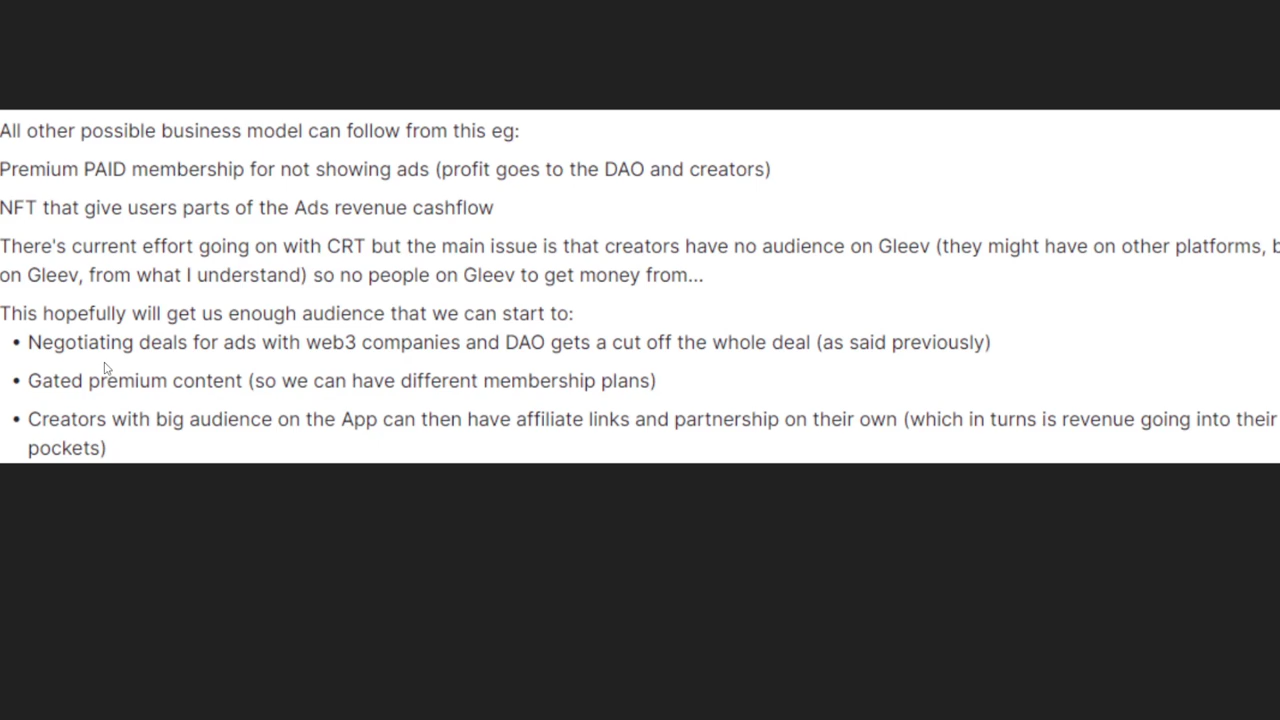 All other possible business model can follow from this eg:
Premium PAID membership for not showing ads (profit goes to the DAO and creators)
NFT that give users parts of the Ads revenue cashflow
There's current effort going on with CRT but the main issue is that creators have no audience on Gleev (they might have on other platforms,
on Gleev, from what I understand) so no people on Gleev to get money from...
This hopefully will get us enough audience that we can start to:
• Negotiating deals for ads with web3 companies and DAO gets a cut off the whole deal (as said previously)
• Gated premium content (so we can have different membership plans)
• Creators with big audience on the App can then have affiliate links and partnership on their own (which in turns is revenue going into their
pockets)